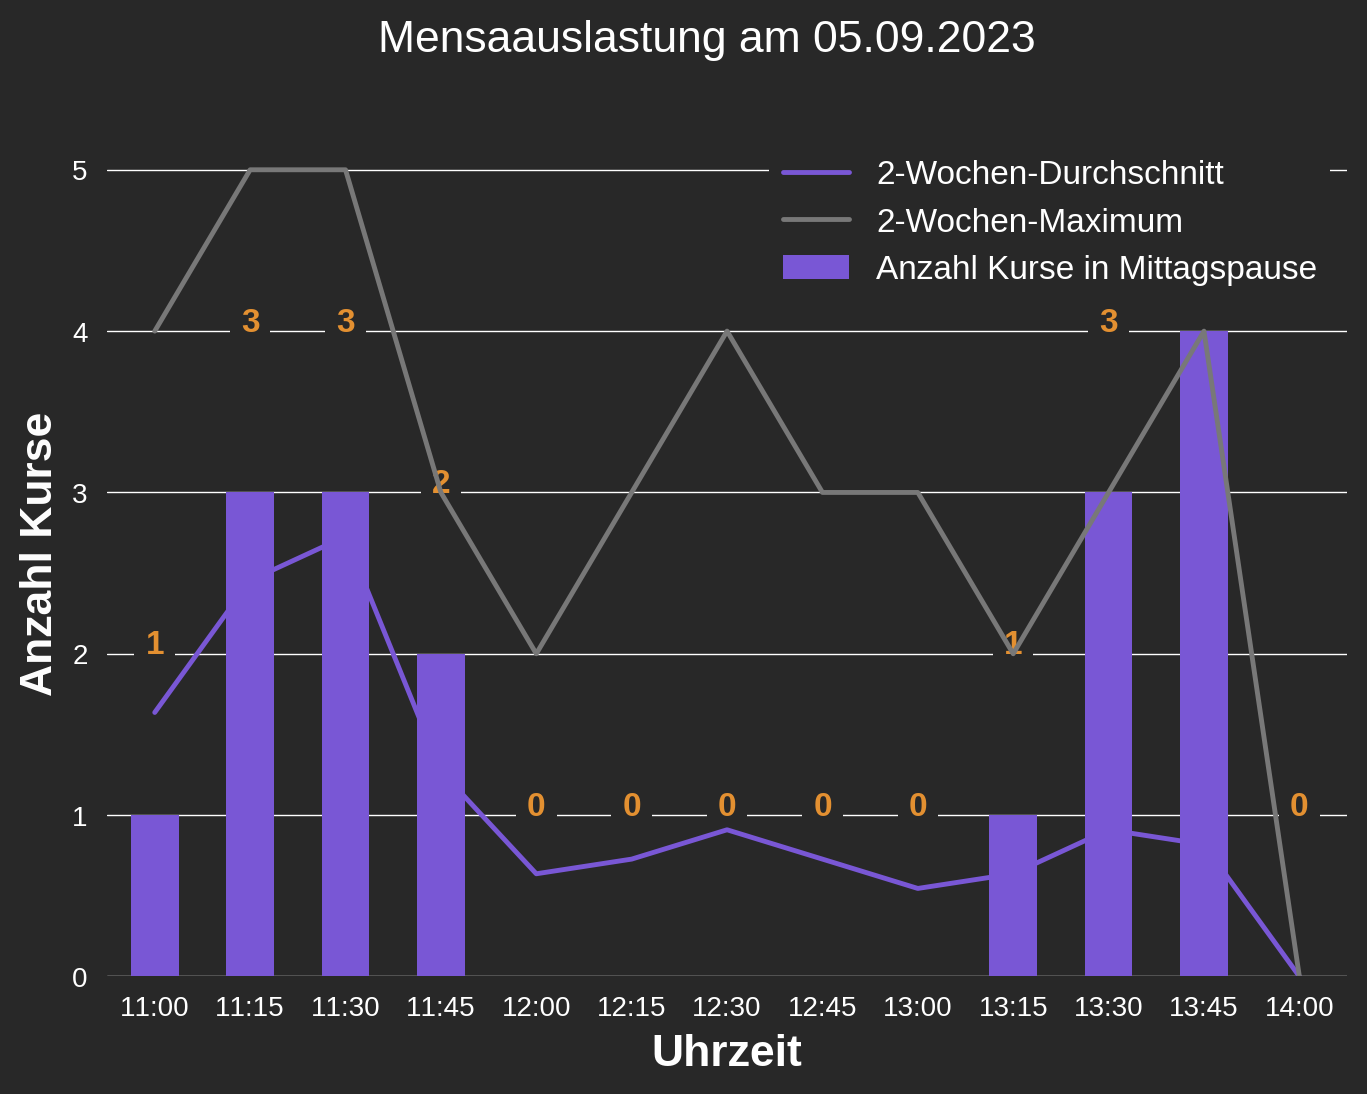 Mensaauslastung am 05.09.2023
2-Wochen-Durchschnitt
2-Wochen-Maximum
Anzahl Kurse in Mittagspause
Anzahl Kurse
5
4
3
2
1
0
1
3
3
2
0
0
0
0
0
1
3
0
11:00 11:15 11:30 11:45 12:00 12:15 12:30 12:45 13:00 13:15 13:30 13:45 14:00
Uhrzeit